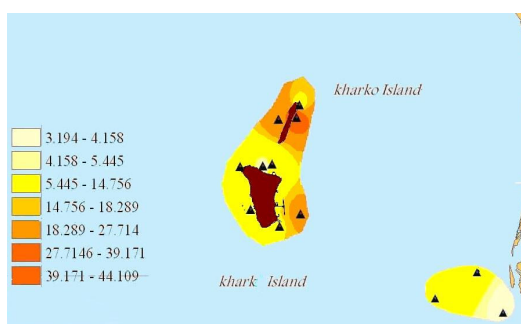 kharko Island
3.194 - 4.158
4.158 - 5.445
5.445 - 14.756
14.756 - 18.289
18.289 - 27.714
27.7146 - 39.171
39.171 - 44.109
khark Island